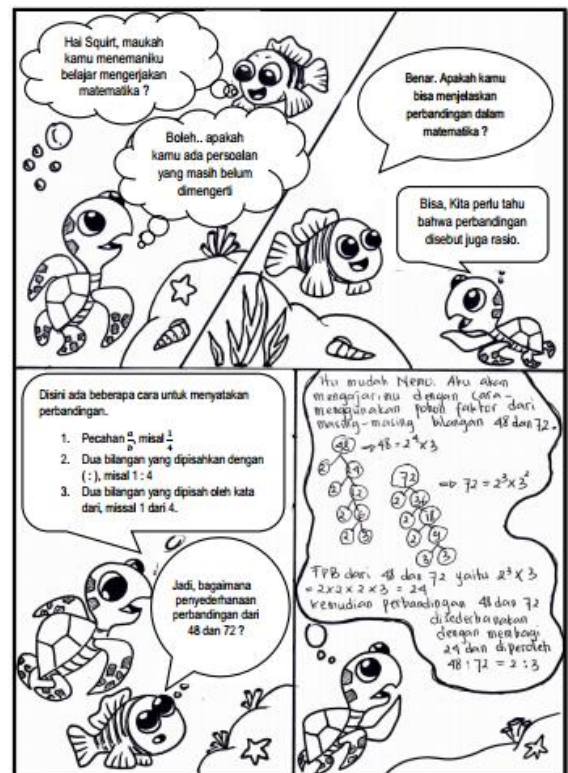 Hai Squirt, maukah
kamu menemaniku
belajar mengerjakan
matematika ?
Boleh.. apakah
kamu ada persoalan
yang masih belum
dimengerti
Benar. Apakah kamu
bisa menjelaskan
perbandingan dalam
matematika ?
Bisa, Kita perlu tahu
bahwa perbandingan
disebut juga rasio.
Disini ada beberapa cara untuk menyatakan
perbandingan.
1. Pecahan a/b, misal 1/4
2. Dua bilangan yang dipisahkan dengan
( : ), misal 1 : 4
3. Dua bilangan yang dipisah oleh kata
dari, missal 1 dari 4.
Jadi, bagaimana
penyederhanaan
perbandingan dari
48 dan 72 ?
Itu mudah Nemo. Aku akan
mengajarimu dengan cara
menggunakan pohon faktor dari
masing-masing bilangan 48 dan 72.
48 ⇒ 48 = 2⁴ x 3
2 24
2 12
2 6
2 3
72 ⇒ 72 = 2³ x 3²
2 36
2 18
2 9
3 3
FPB dari 48 dan 72 yaitu 2³ x 3
= 2 x 2 x 2 x 3 = 24
kemudian perbandingan 48 dan 72
disederhanakan
dengan membagi
24 dan diperoleh
48 : 72 = 2 : 3